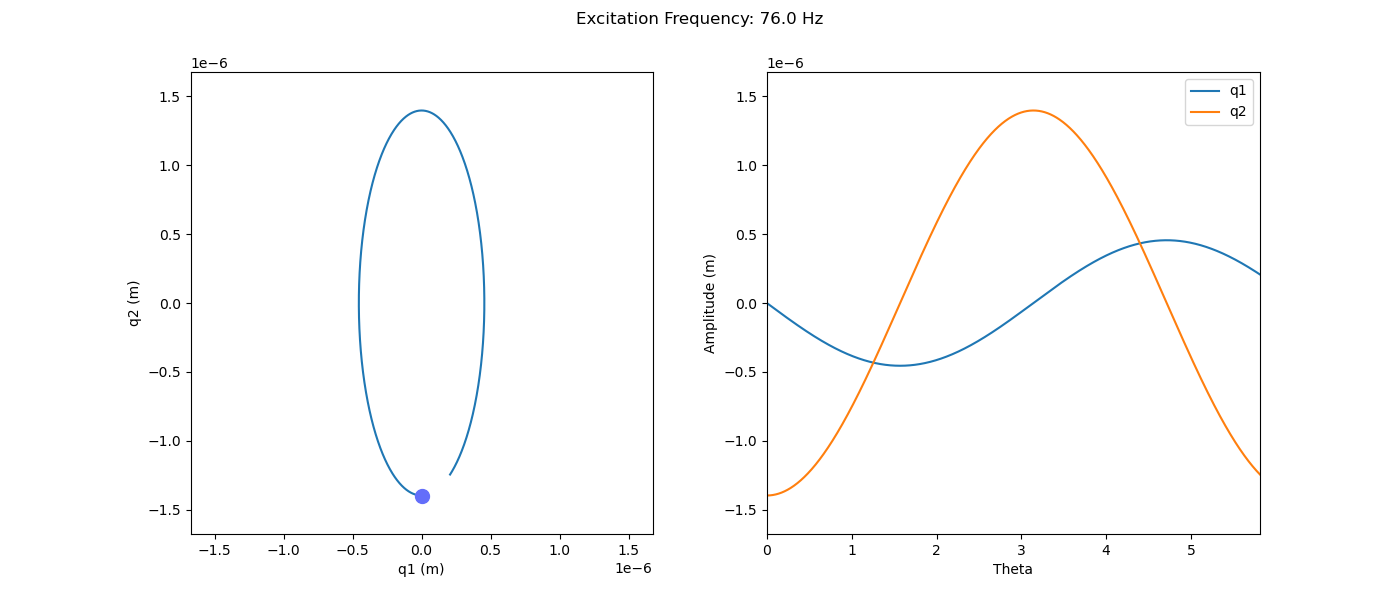 Excitation Frequency: 76.0 Hz
1e−6
1.5
1.0
0.5
0.0
−0.5
−1.0
−1.5
q2 (m)
−1.5 −1.0 −0.5 0.0 0.5 1.0 1.5
q1 (m)
1e−6
1e−6
1.5
1.0
0.5
0.0
−0.5
−1.0
−1.5
Amplitude (m)
q1
q2
0 1 2 3 4 5
Theta